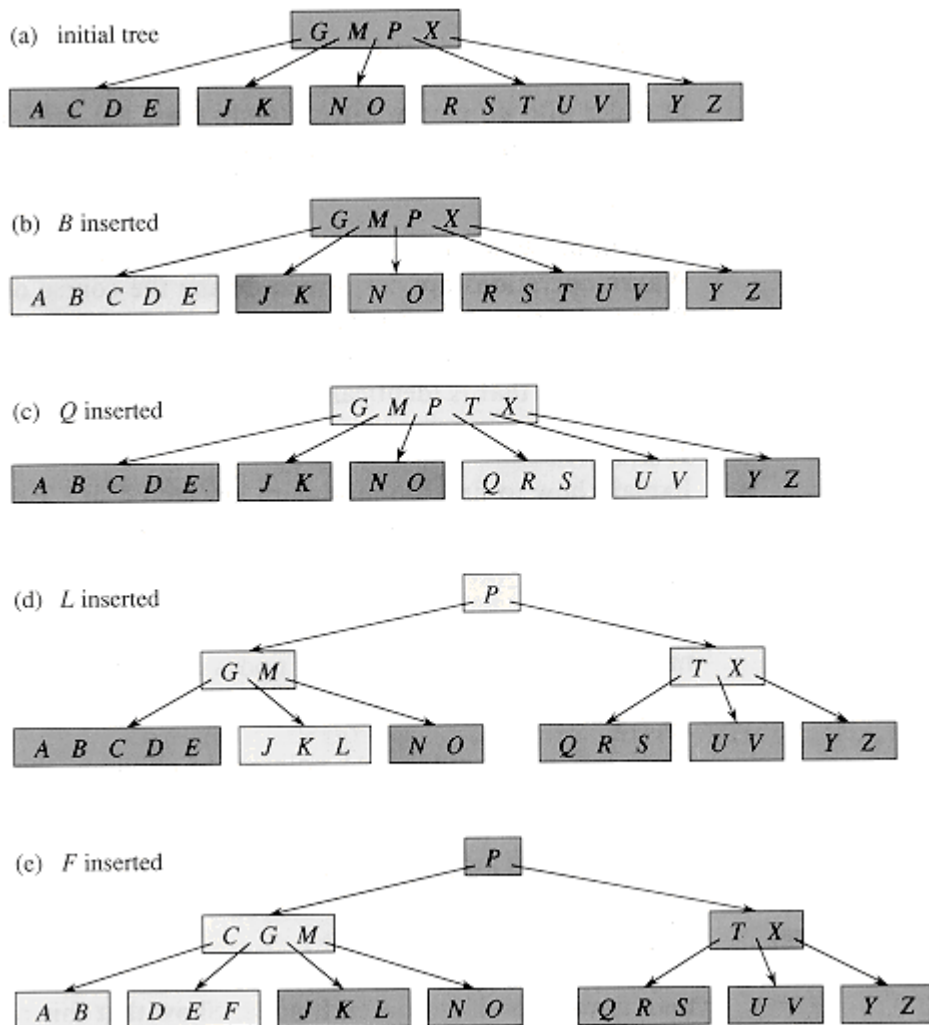 (a) initial tree
G M P X
A C D E J K N O R S T U V Y Z
(b) B inserted
G M P X
A B C D E J K N O R S T U V Y Z
(c) Q inserted
G M P T X
A B C D E J K N O Q R S U V Y Z
(d) L inserted
P
G M T X
A B C D E J K L N O Q R S U V Y Z
(e) F inserted
P
C G M T X
A B D E F J K L N O Q R S U V Y Z